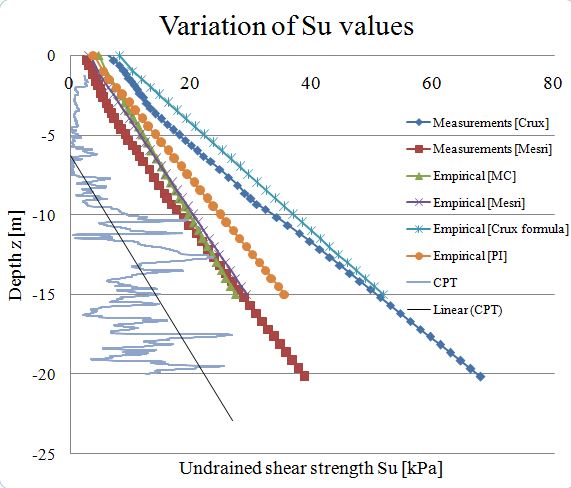 Variation of Su values
0
0 20 40 60 80
-5
-10
-15
-20
-25
Depth z [m]
Undrained shear strength Su [kPa]
Measurements [Crux]
Measurements [Mesri]
Empirical [MC]
Empirical [Mesri]
Empirical [Crux formula]
Empirical [PI]
CPT
Linear (CPT)